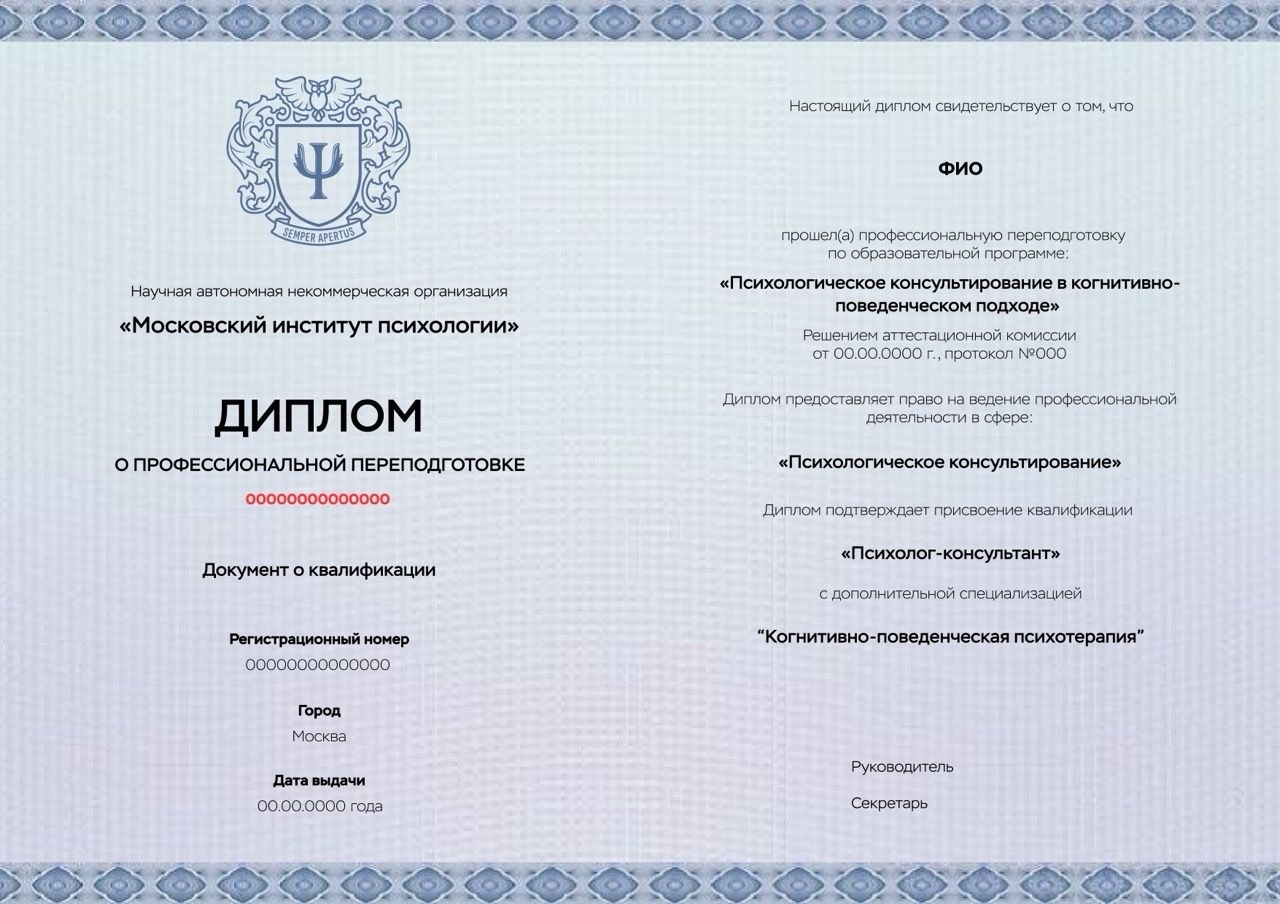 SEMPER APERTUS
Научная автономная некоммерческая организация
«Московский институт психологии»
ДИПЛОМ
О ПРОФЕССИОНАЛЬНОЙ ПЕРЕПОДГОТОВКЕ
00000000000000
Документ о квалификации
Регистрационный номер
00000000000000
Город
Москва
Дата выдачи
00.00.0000 года
Настоящий диплом свидетельствует о том, что
ФИО
прошел(а) профессиональную переподготовку
по образовательной программе:
«Психологическое консультирование в когнитивно-
поведенческом подходе»
Решением аттестационной комиссии
от 00.00.0000 г., протокол №000
Диплом предоставляет право на ведение профессиональной
деятельности в сфере:
«Психологическое консультирование»
Диплом подтверждает присвоение квалификации
«Психолог-консультант»
с дополнительной специализацией
“Когнитивно-поведенческая психотерапия”
Руководитель
Секретарь